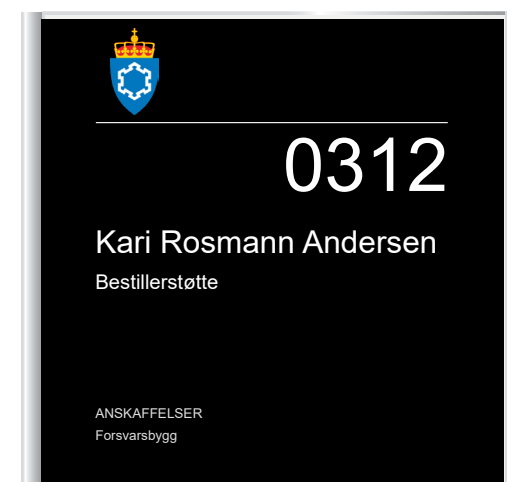 0312
Kari Rosmann Andersen
Bestillerstøtte
ANSKAFFELSER
Forsvarsbygg